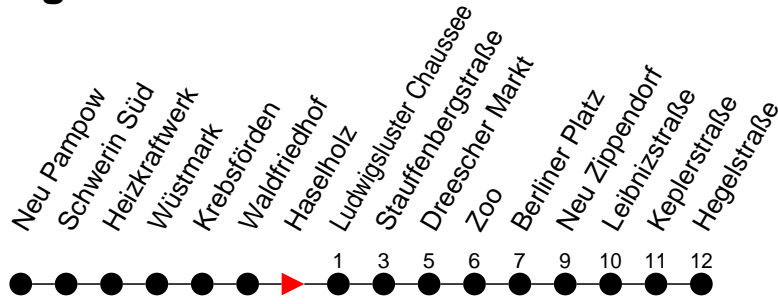 Neu Pampow
Schwerin Süd
Heizkraftwerk
Wüstmark
Krebsförden
Waldfriedhof
Haselholz
Ludwigsluster Chaussee
Stauffenbergstraße
Dreescher Markt
Zoo
Berliner Platz
Neu Zippendorf
Leibnizstraße
Keplerstraße
Hegelstraße
1 3 5 6 7 9 10 11 12